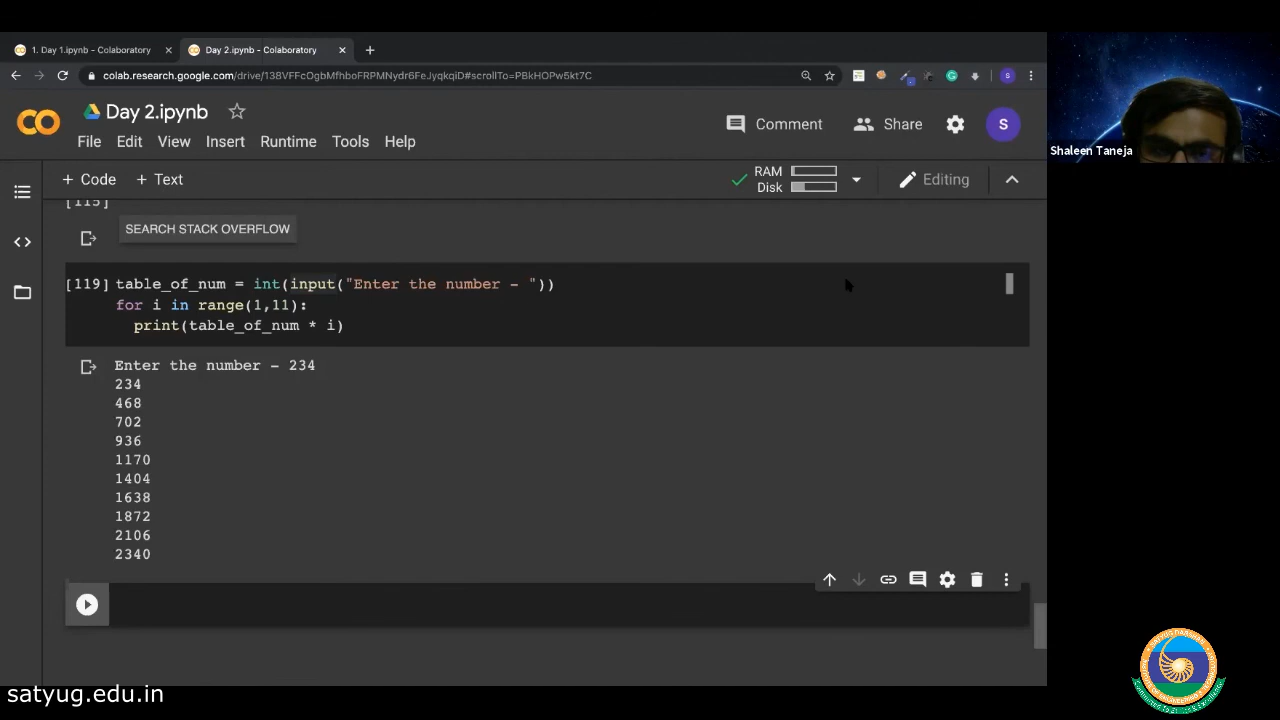 1. Day 1.ipynb - Colaboratory
Day 2.ipynb - Colaboratory
colab.research.google.com/drive/138VFFcOgbMfhboFRPMNydr6FeJyqkqiD#scrollTo=PBkHOPw5kt7C
Day 2.ipynb
S
File Edit View Insert Runtime Tools Help
Comment
Share
S
Shaleen Taneja
+ Code + Text
RAM
Disk
Editing
[115]
SEARCH STACK OVERFLOW
[119] table_of_num = int(input("Enter the number - "))
for i in range(1,11):
print(table_of_num * i)
Enter the number - 234
234
468
702
936
1170
1404
1638
1872
2106
2340
satyug.edu.in